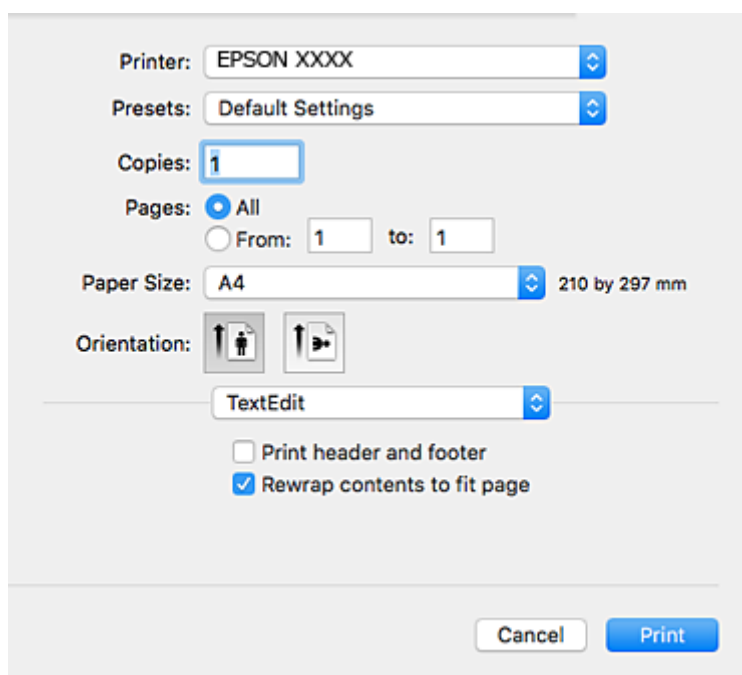 Printer: EPSON XXXX
Presets: Default Settings
Copies: 1
Pages: All
From: 1 to: 1
Paper Size: A4 210 by 297 mm
Orientation:
TextEdit
Print header and footer
Rewrap contents to fit page
Cancel Print